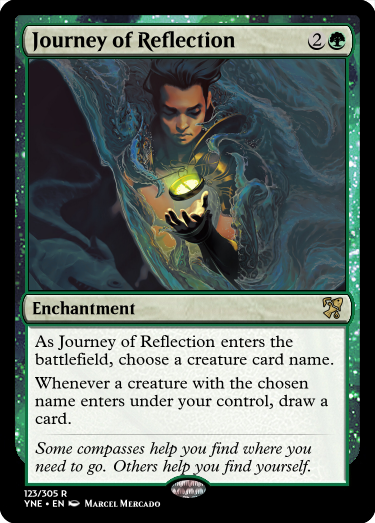 Journey of Reflection 2
Enchantment
As Journey of Reflection enters the
battlefield, choose a creature card name.
Whenever a creature with the chosen
name enters under your control, draw a
card.
Some compasses help you find where you
need to go. Others help you find yourself.
123/305 R
YNE • EN Marcel Mercado